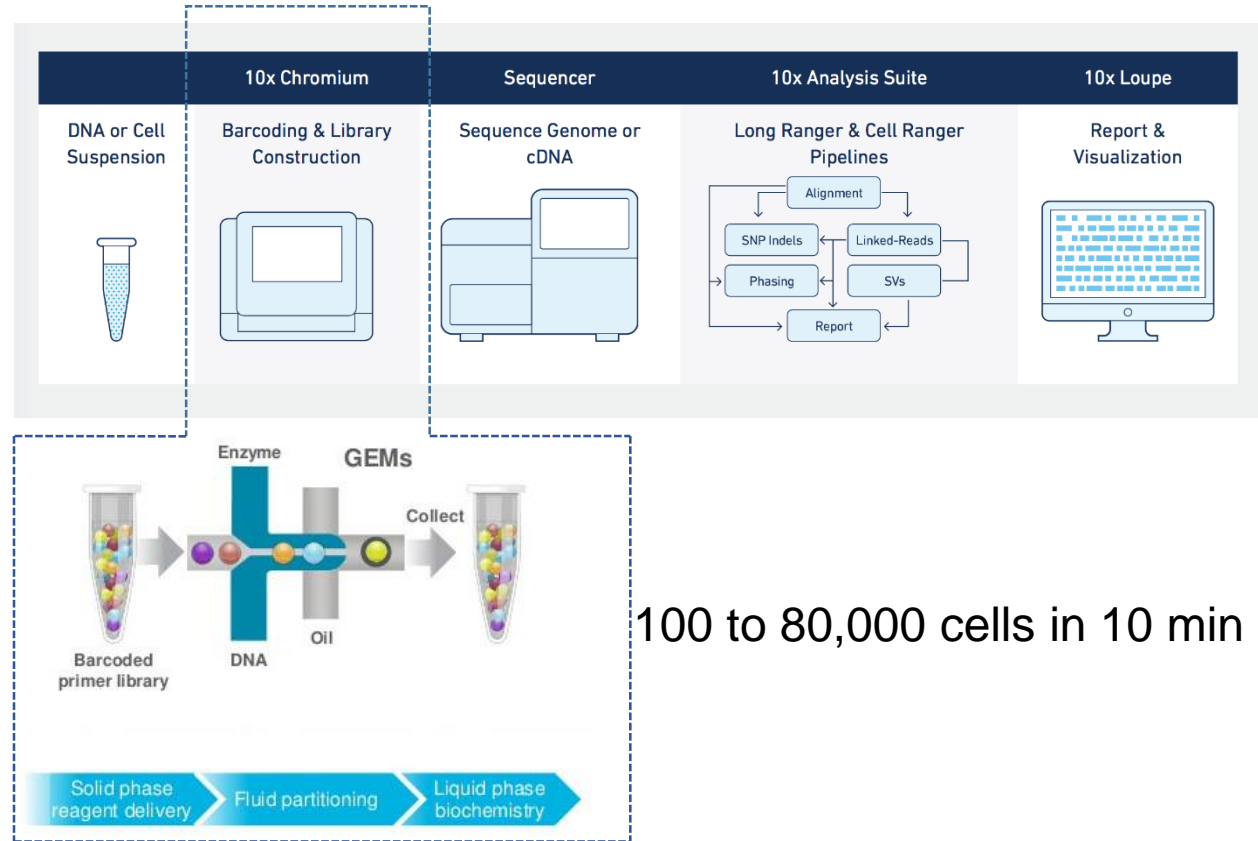 10x Chromium
Sequencer
10x Analysis Suite
10x Loupe
DNA or Cell
Suspension
Barcoding & Library
Construction
Sequence Genome or
cDNA
Long Ranger & Cell Ranger
Pipelines
Report &
Visualization
Alignment
SNP Indels
Linked-Reads
Phasing
SVs
Report
Enzyme
GEMs
Collect
Oil
DNA
Barcoded
primer library
100 to 80,000 cells in 10 min
Solid phase
reagent delivery
Fluid partitioning
Liquid phase
biochemistry